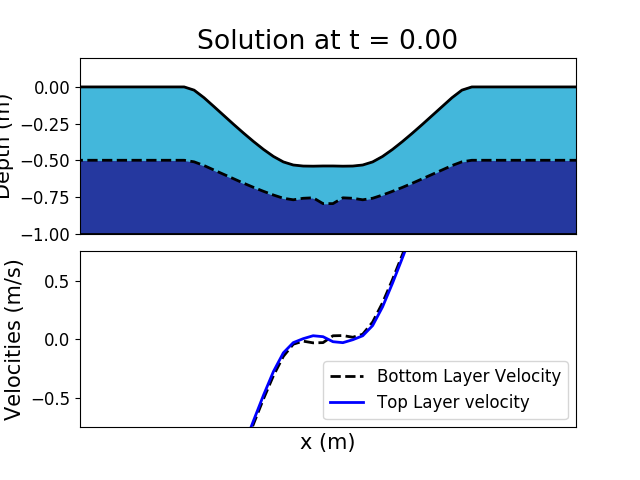 Solution at t = 0.00
Depth (m)
0.00
−0.25
−0.50
−0.75
−1.00
Velocities (m/s)
0.5
0.0
−0.5
Bottom Layer Velocity
Top Layer velocity
x (m)